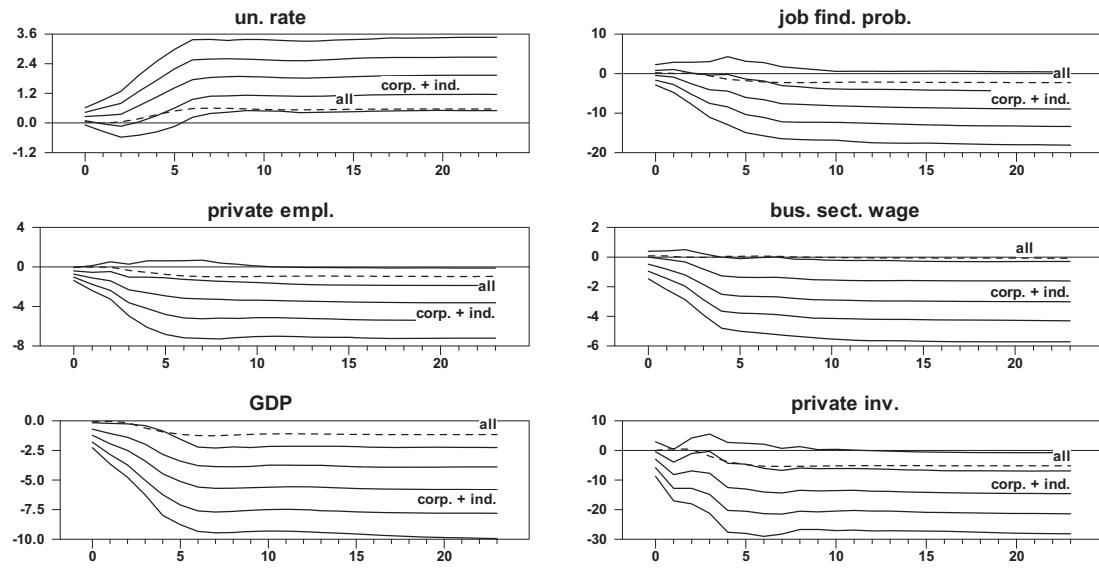 un. rate
3.6
2.4
1.2
0.0
-1.2
corp. + ind.
all
0 5 10 15 20
job find. prob.
10
0
-10
-20
all
corp. + ind.
0 5 10 15 20
private empl.
4
0
-4
-8
all
corp. + ind.
0 5 10 15 20
bus. sect. wage
2
0
-2
-4
-6
all
corp. + ind.
0 5 10 15 20
GDP
0.0
-2.5
-5.0
-7.5
-10.0
all
corp. + ind.
0 5 10 15 20
private inv.
10
0
-10
-20
-30
all
corp. + ind.
0 5 10 15 20